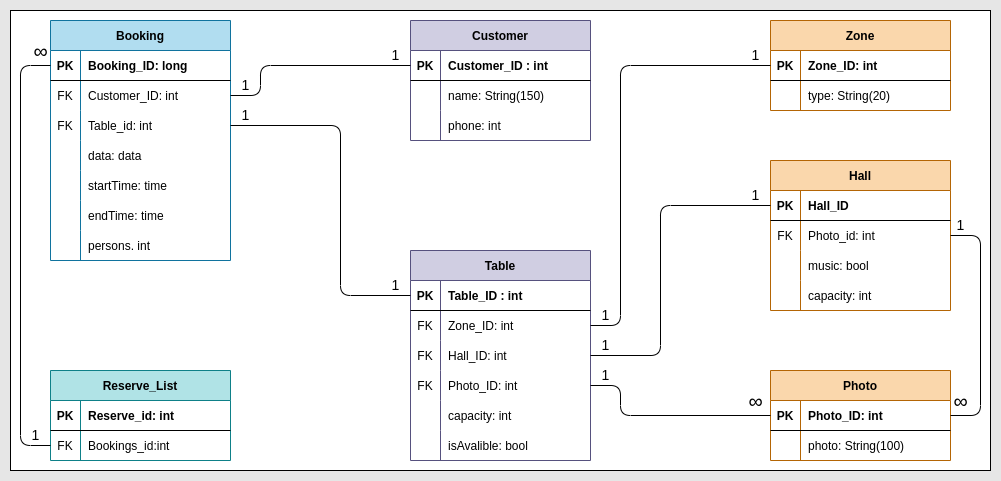 Booking
∞
PK Booking_ID: long
FK Customer_ID: int
1
FK Table_id: int
1
data: data
startTime: time
endTime: time
persons. int
Customer
1
PK Customer_ID : int
name: String(150)
phone: int
Zone
1
PK Zone_ID: int
type: String(20)
Hall
1
PK Hall_ID
FK Photo_id: int
1
music: bool
capacity: int
Table
1
PK Table_ID : int
FK Zone_ID: int
1
FK Hall_ID: int
1
FK Photo_ID: int
1
capacity: int
isAvalible: bool
Reserve_List
PK Reserve_id: int
1
FK Bookings_id:int
Photo
∞
PK Photo_ID: int
∞
photo: String(100)